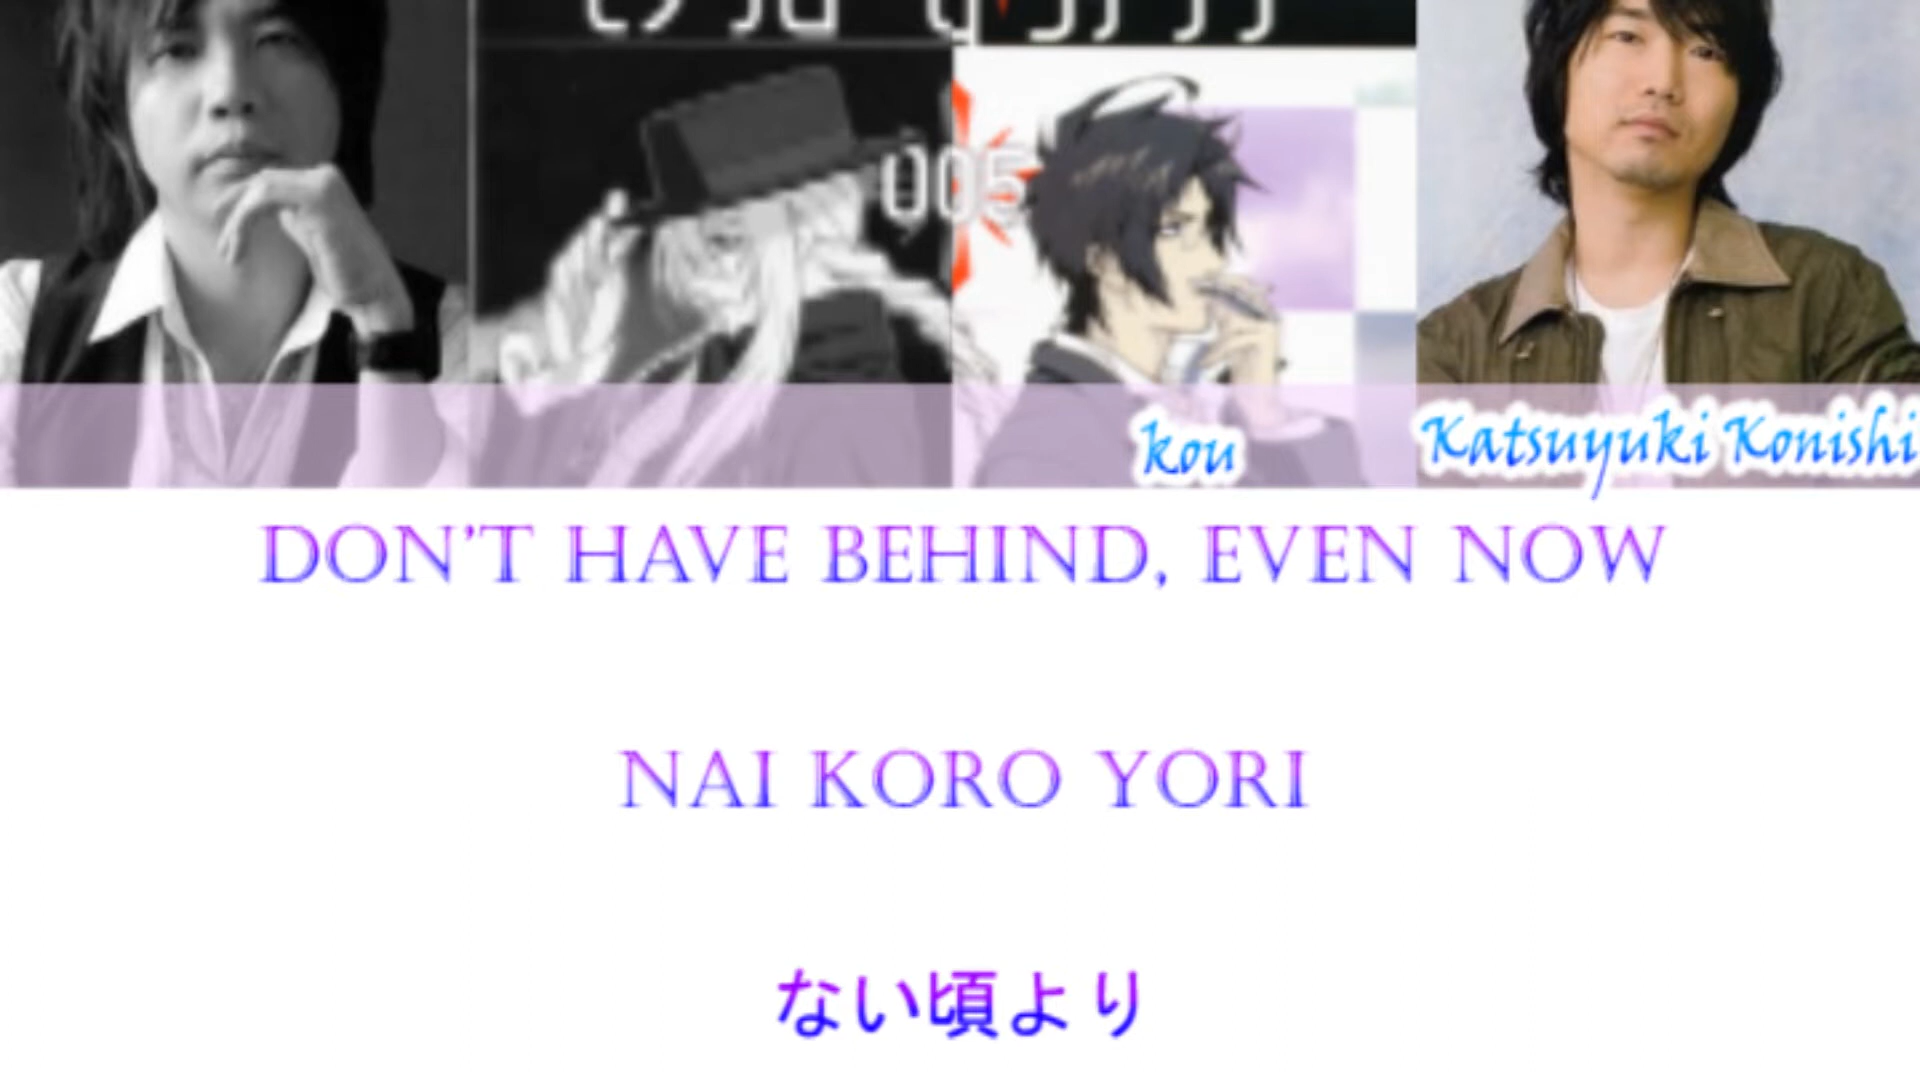 005
kou
Katsuyuki Konishi
DON'T HAVE BEHIND, EVEN NOW
NAI KORO YORI
ない頃より